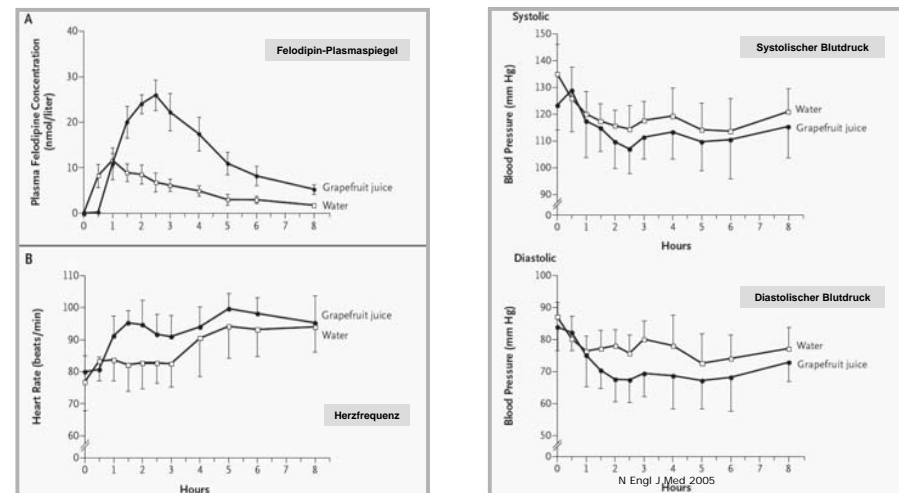 A
Felodipin-Plasmaspiegel
Plasma Felodipine Concentration
(nmol/liter)
40
30
20
10
0
Grapefruit juice
Water
0 1 2 3 4 5 6 7 8
B
Herzfrequenz
Heart Rate (beats/min)
110
100
90
80
70
60
0
Grapefruit juice
Water
0 1 2 3 4 5 6 7 8
Hours
Systolic
Systolischer Blutdruck
Blood Pressure (mm Hg)
150
140
130
120
110
100
90
0
Water
Grapefruit juice
0 1 2 3 4 5 6 7 8
Hours
Diastolic
Diastolischer Blutdruck
Blood Pressure (mm Hg)
100
90
80
70
60
50
0
Water
Grapefruit juice
0 1 2 3 4 5 6 7 8
N Engl J Med 2005
Hours